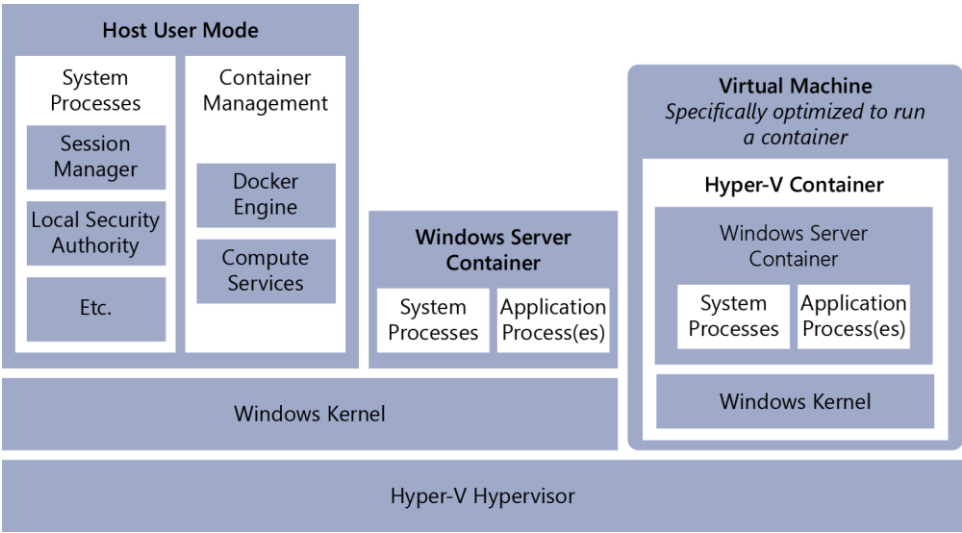 Host User Mode
System
Processes
Session
Manager
Local Security
Authority
Etc.
Container
Management
Docker
Engine
Compute
Services
Windows Server
Container
System
Processes
Application
Process(es)
Virtual Machine
Specifically optimized to run
a container
Hyper-V Container
Windows Server
Container
System
Processes
Application
Process(es)
Windows Kernel
Windows Kernel
Hyper-V Hypervisor